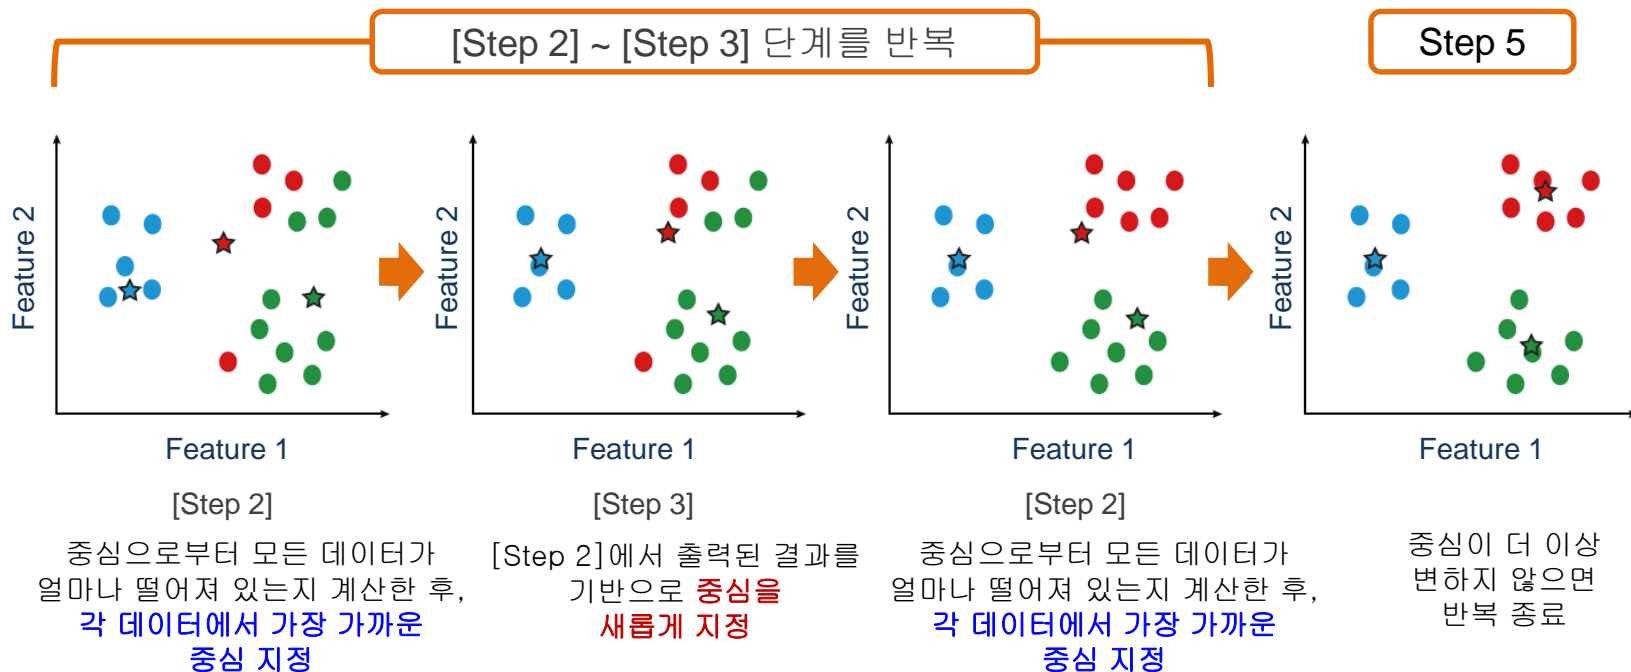 [Step 2] ~ [Step 3] 단계를 반복
Step 5
Feature 2
Feature 1
Feature 2
Feature 1
Feature 2
Feature 1
Feature 2
Feature 1
[Step 2]
중심으로부터 모든 데이터가
얼마나 떨어져 있는지 계산한 후,
각 데이터에서 가장 가까운
중심 지정
[Step 3]
[Step 2]에서 출력된 결과를
기반으로 중심을
새롭게 지정
[Step 2]
중심으로부터 모든 데이터가
얼마나 떨어져 있는지 계산한 후,
각 데이터에서 가장 가까운
중심 지정
중심이 더 이상
변하지 않으면
반복 종료